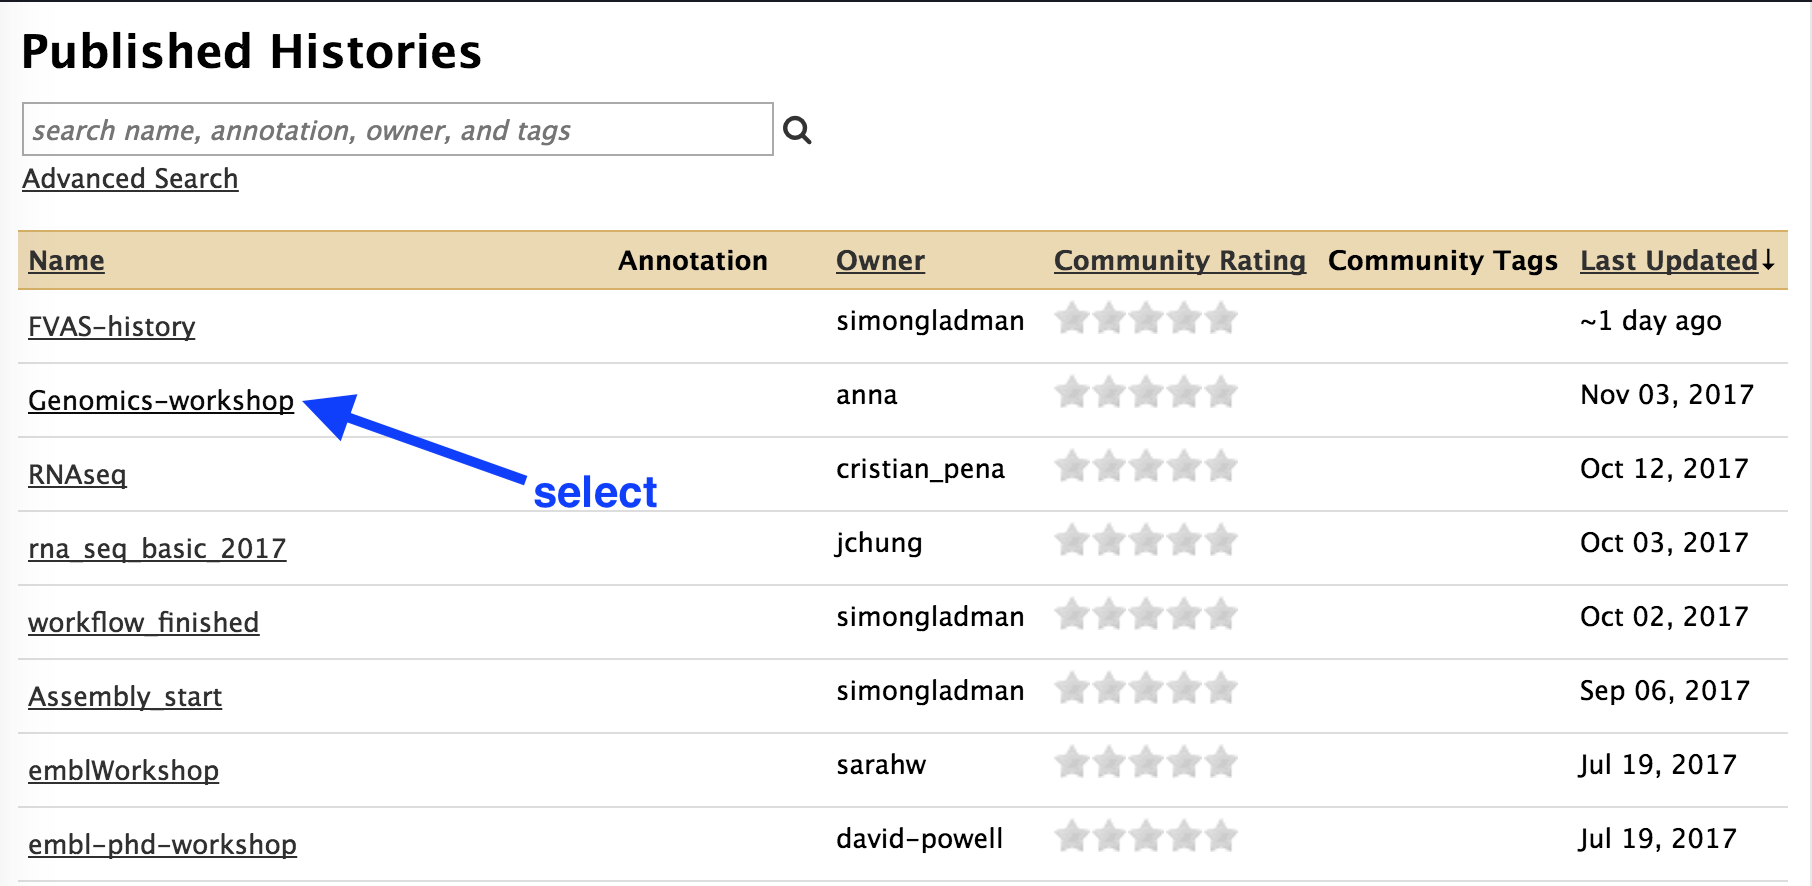 Published Histories
search name, annotation, owner, and tags
Advanced Search
Name Annotation Owner Community Rating Community Tags Last Updated↓
FVAS-history simongladman ~1 day ago
Genomics-workshop anna Nov 03, 2017
select
RNAseq cristian_pena Oct 12, 2017
rna_seq_basic_2017 jchung Oct 03, 2017
workflow_finished simongladman Oct 02, 2017
Assembly_start simongladman Sep 06, 2017
emblWorkshop sarahw Jul 19, 2017
embl-phd-workshop david-powell Jul 19, 2017